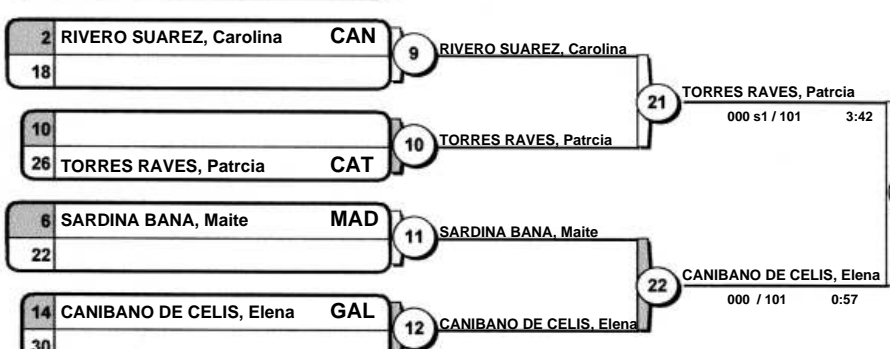 2 RIVERO SUAREZ, Carolina CAN
18
9
RIVERO SUAREZ, Carolina
10
26 TORRES RAVES, Patrcia CAT
10
TORRES RAVES, Patrcia
21
TORRES RAVES, Patrcia
000 s1 / 101 3:42
6 SARDINA BANA, Maite MAD
22
11
SARDINA BANA, Maite
14 CANIBANO DE CELIS, Elena GAL
30
12
CANIBANO DE CELIS, Elena
22
CANIBANO DE CELIS, Elena
000 / 101 0:57